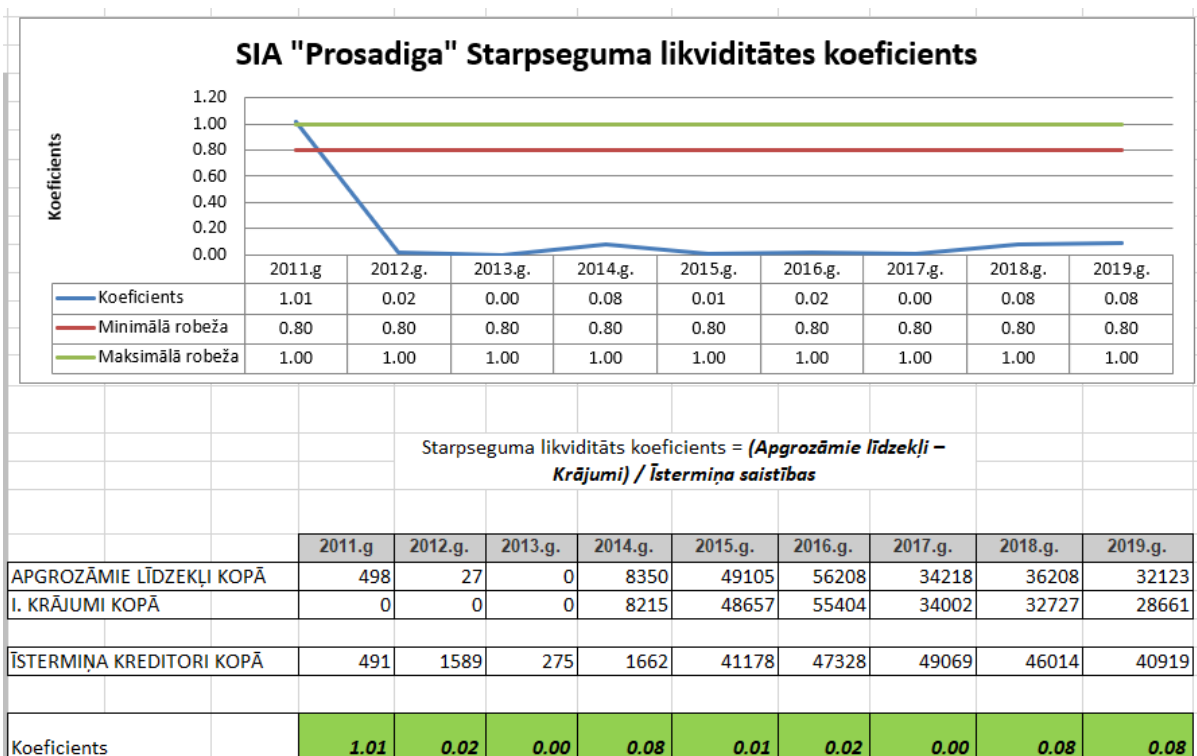 SIA "Prosadiga" Starpseguma likviditātes koeficients
Koeficients
1.20
1.00
0.80
0.60
0.40
0.20
0.00
2011.g 2012.g. 2013.g. 2014.g. 2015.g. 2016.g. 2017.g. 2018.g. 2019.g.
Koeficients 1.01 0.02 0.00 0.08 0.01 0.02 0.00 0.08 0.08
Minimālā robeža 0.80 0.80 0.80 0.80 0.80 0.80 0.80 0.80 0.80
Maksimālā robeža 1.00 1.00 1.00 1.00 1.00 1.00 1.00 1.00 1.00
Starpseguma likviditāts koeficients = (Apgrozāmie līdzekļi –
Krājumi) / Īstermiņa saistības
2011.g 2012.g. 2013.g. 2014.g. 2015.g. 2016.g. 2017.g. 2018.g. 2019.g.
APGROZĀMIE LĪDZEKĻI KOPĀ 498 27 0 8350 49105 56208 34218 36208 32123
I. KRĀJUMI KOPĀ 0 0 0 8215 48657 55404 34002 32727 28661
ĪSTERMIŅA KREDITORI KOPĀ 491 1589 275 1662 41178 47328 49069 46014 40919
Koeficients 1.01 0.02 0.00 0.08 0.01 0.02 0.00 0.08 0.08